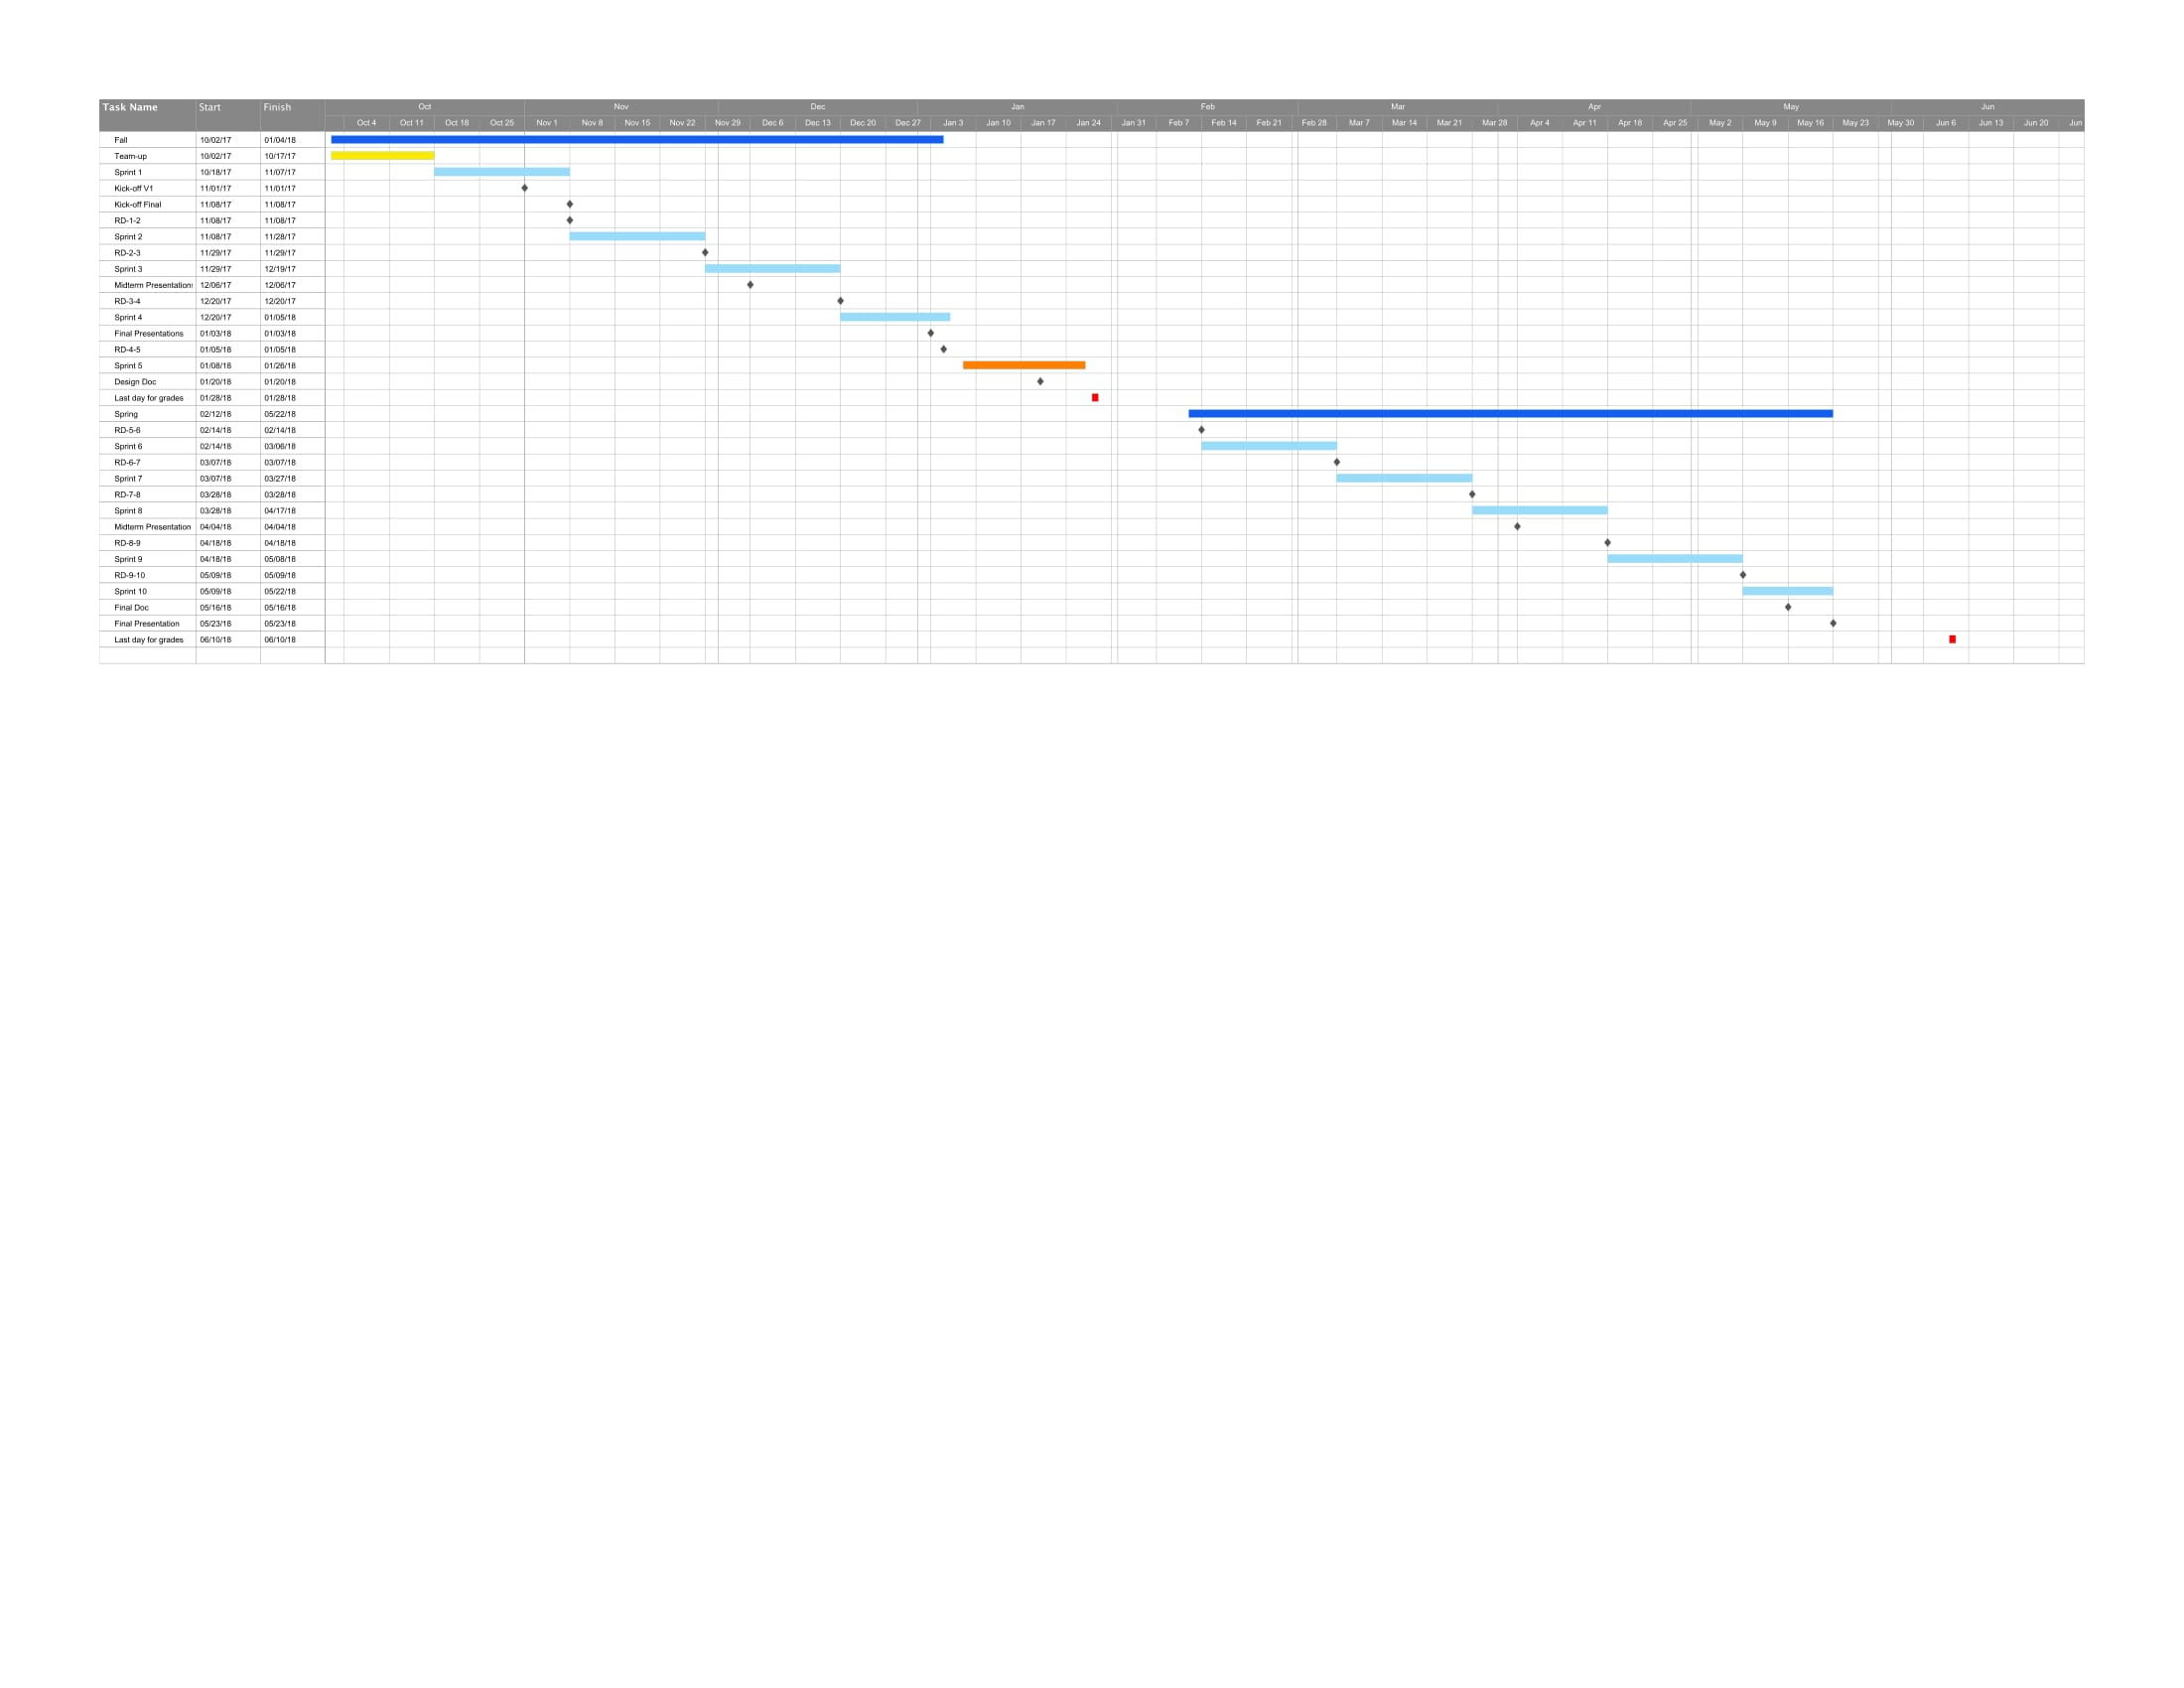 Task Name Start Finish Oct Nov Dec Jan Feb Mar Apr May Jun
Oct 4 Oct 11 Oct 18 Oct 25 Nov 1 Nov 8 Nov 15 Nov 22 Nov 29 Dec 6 Dec 13 Dec 20 Dec 27 Jan 3 Jan 10 Jan 17 Jan 24 Jan 31 Feb 7 Feb 14 Feb 21 Feb 28 Mar 7 Mar 14 Mar 21 Mar 28 Apr 4 Apr 11 Apr 18 Apr 25 May 2 May 9 May 16 May 23 May 30 Jun 6 Jun 13 Jun 20 Jun
Fall 10/02/17 01/04/18
Team-up 10/02/17 10/17/17
Sprint 1 10/18/17 11/07/17
Kick-off V1 11/01/17 11/01/17
Kick-off Final 11/08/17 11/08/17
RD-1-2 11/08/17 11/08/17
Sprint 2 11/08/17 11/28/17
RD-2-3 11/29/17 11/29/17
Sprint 3 11/29/17 12/19/17
Midterm Presentations 12/06/17 12/06/17
RD-3-4 12/20/17 12/20/17
Sprint 4 12/20/17 01/05/18
Final Presentations 01/03/18 01/03/18
RD-4-5 01/05/18 01/05/18
Sprint 5 01/08/18 01/26/18
Design Doc 01/20/18 01/20/18
Last day for grades 01/28/18 01/28/18
Spring 02/12/18 05/22/18
RD-5-6 02/14/18 02/14/18
Sprint 6 02/14/18 03/06/18
RD-6-7 03/07/18 03/07/18
Sprint 7 03/07/18 03/27/18
RD-7-8 03/28/18 03/28/18
Sprint 8 03/28/18 04/17/18
Midterm Presentation 04/04/18 04/04/18
RD-8-9 04/18/18 04/18/18
Sprint 9 04/18/18 05/08/18
RD-9-10 05/09/18 05/09/18
Sprint 10 05/09/18 05/22/18
Final Doc 05/16/18 05/16/18
Final Presentation 05/23/18 05/23/18
Last day for grades 06/10/18 06/10/18